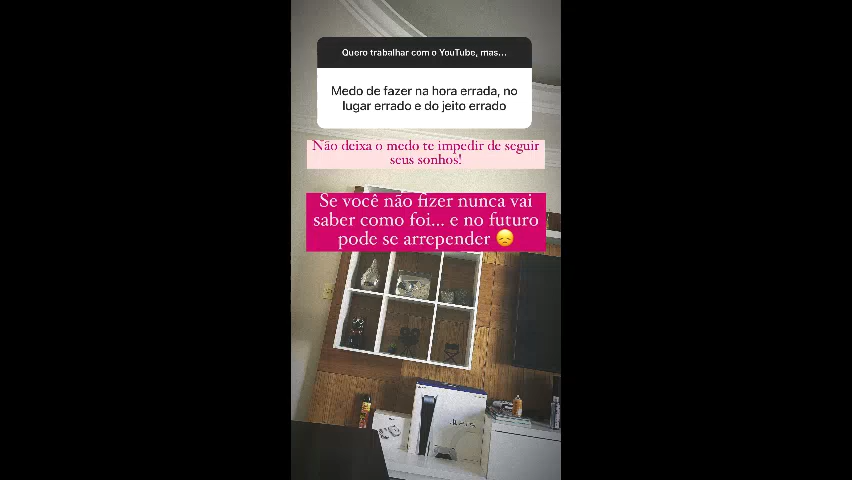 Quero trabalhar com o YouTube, mas...
Medo de fazer na hora errada, no
lugar errado e do jeito errado
Não deixa o medo te impedir de seguir
seus sonhos!
Se você não fizer nunca vai
saber como foi... e no futuro
pode se arrepender 😞